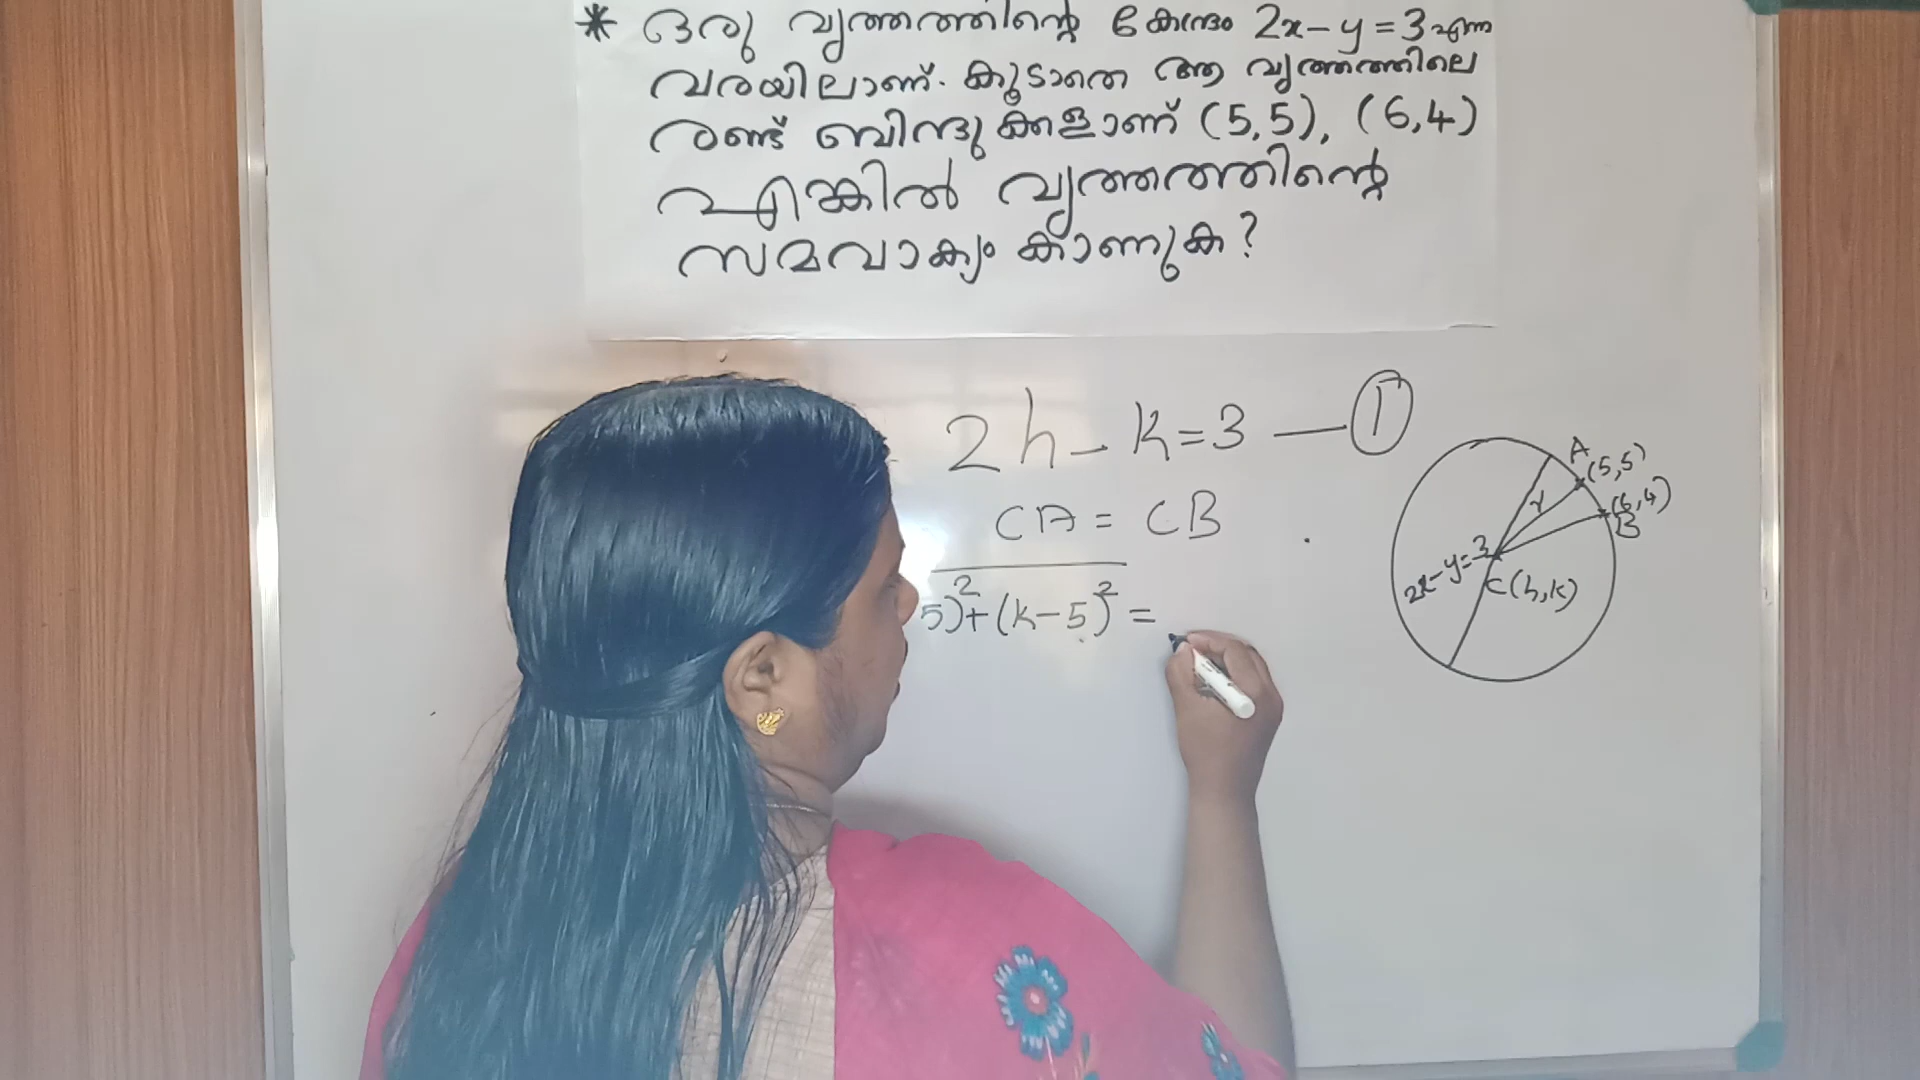 * ഒരു വൃത്തത്തിന്റെ കേന്ദ്രം 2x-y=3 എന്ന
വരയിലാണ്. കൂടാതെ ആ വൃത്തത്തിലെ
രണ്ട് ബിന്ദുക്കളാണ് (5,5), (6,4)
എങ്കിൽ വൃത്തത്തിന്റെ
സമവാക്യം കാണുക?
2h-k=3 — ①
CA = CB
5)²+(k-5)² =
A
(5,5)
r
(6,4)
B
2x-y=3
C(h,k)